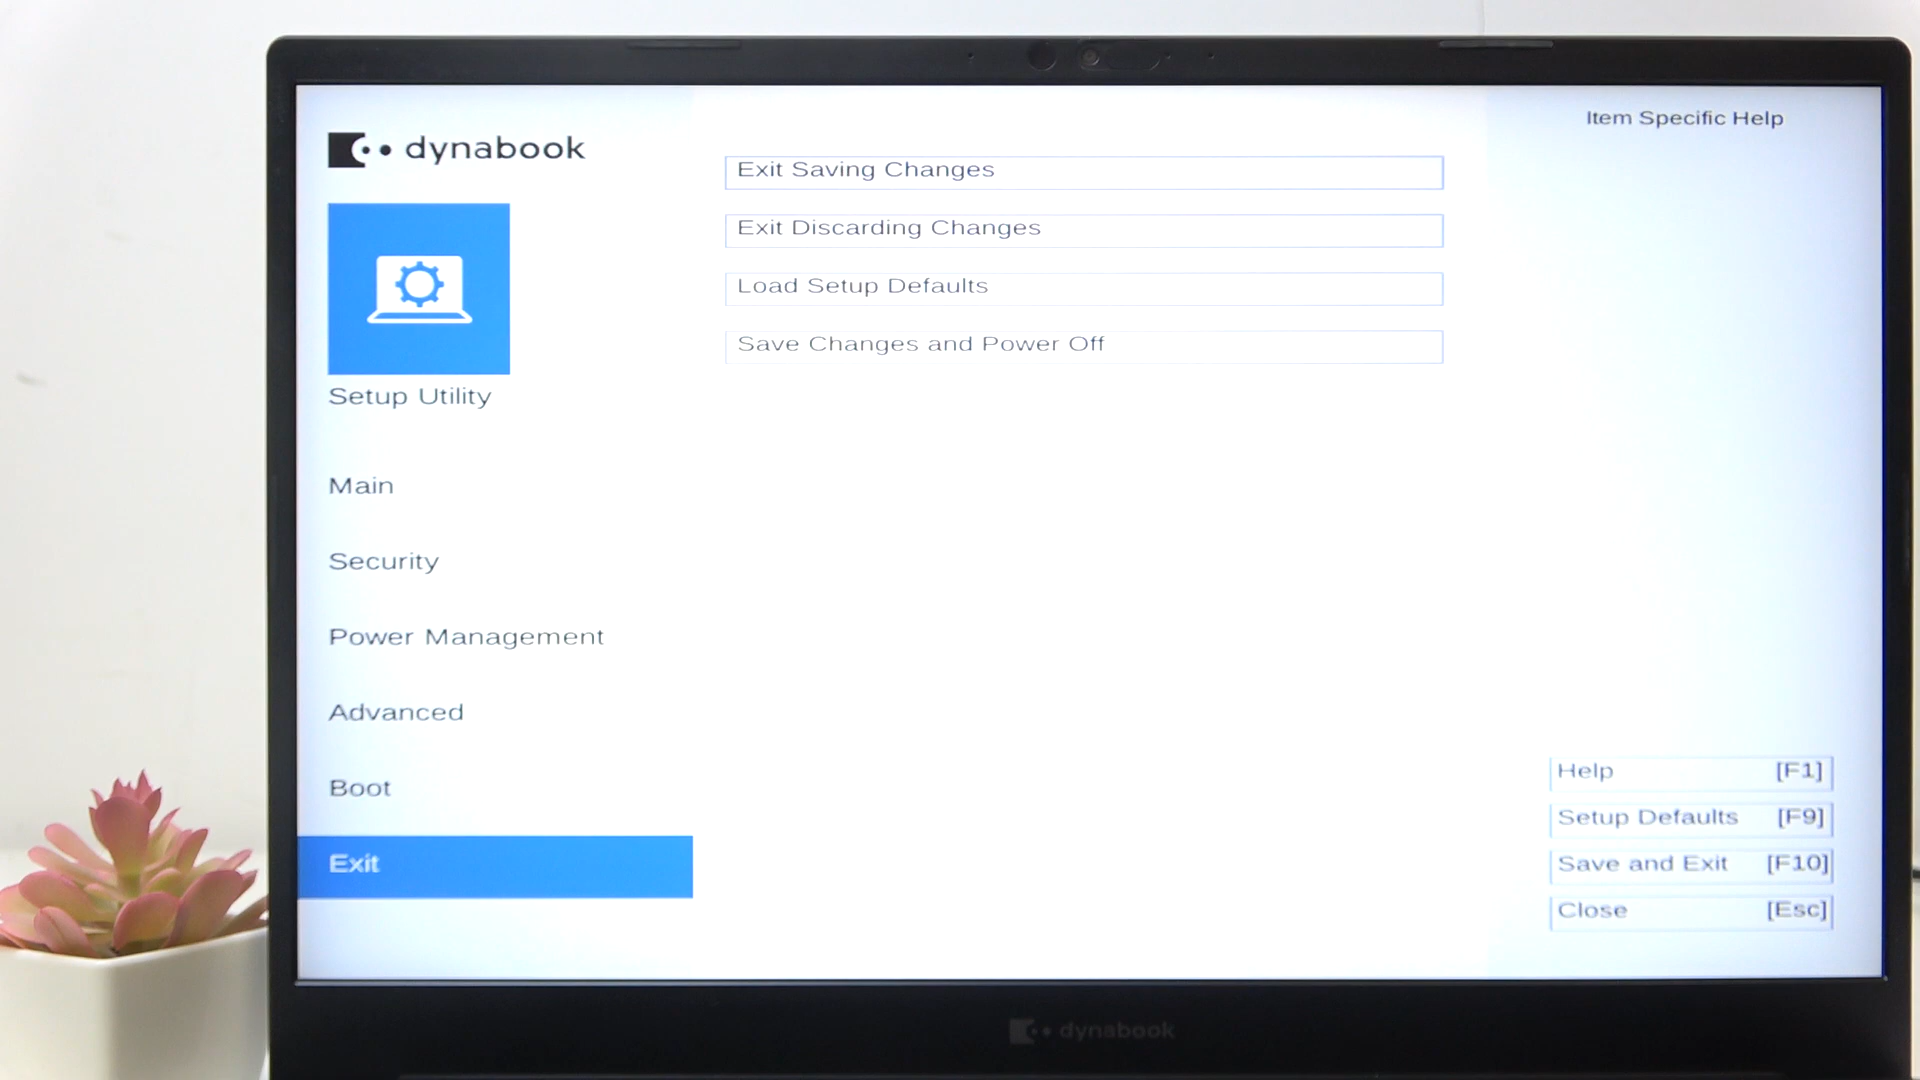 dynabook
Setup Utility
Main
Security
Power Management
Advanced
Boot
Exit
Exit Saving Changes
Exit Discarding Changes
Load Setup Defaults
Save Changes and Power Off
Item Specific Help
Help [F1]
Setup Defaults [F9]
Save and Exit [F10]
Close [Esc]
dynabook